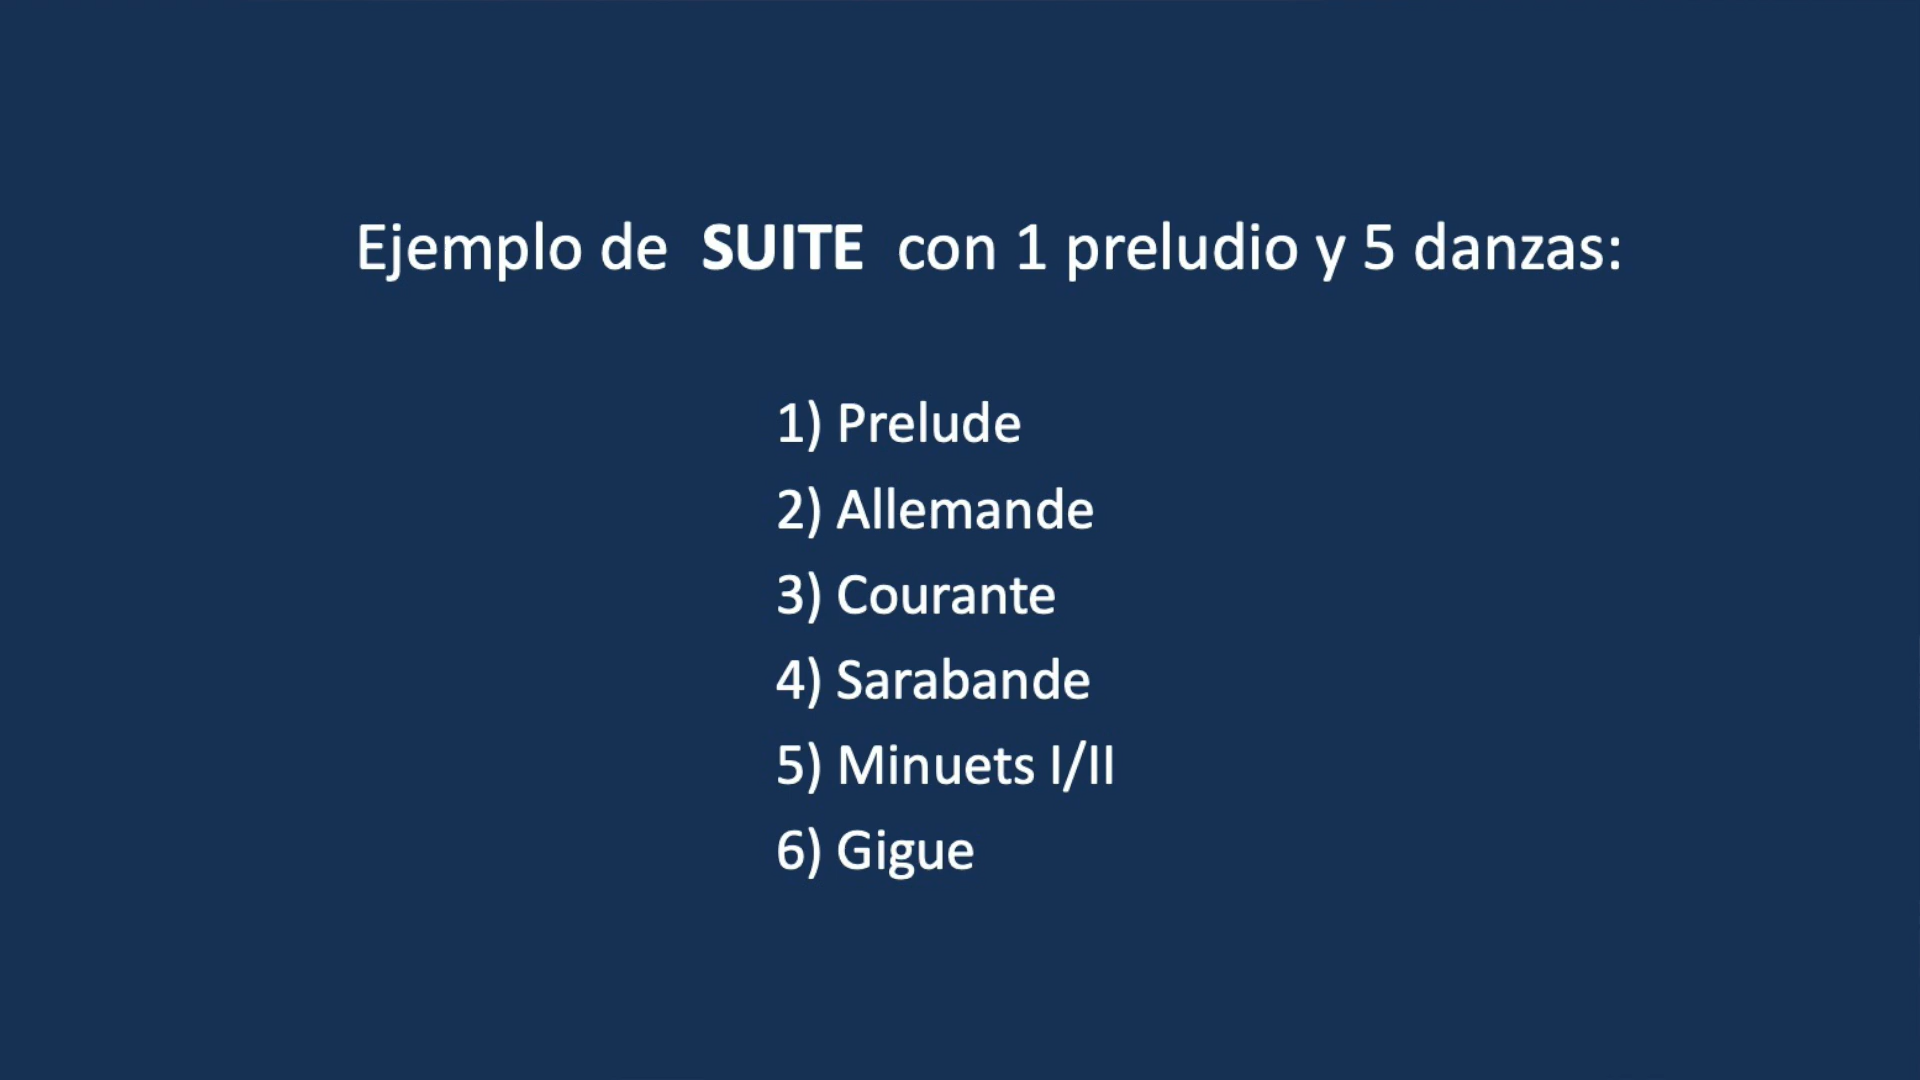 Ejemplo de SUITE con 1 preludio y 5 danzas:
1) Prelude
2) Allemande
3) Courante
4) Sarabande
5) Minuets I/II
6) Gigue